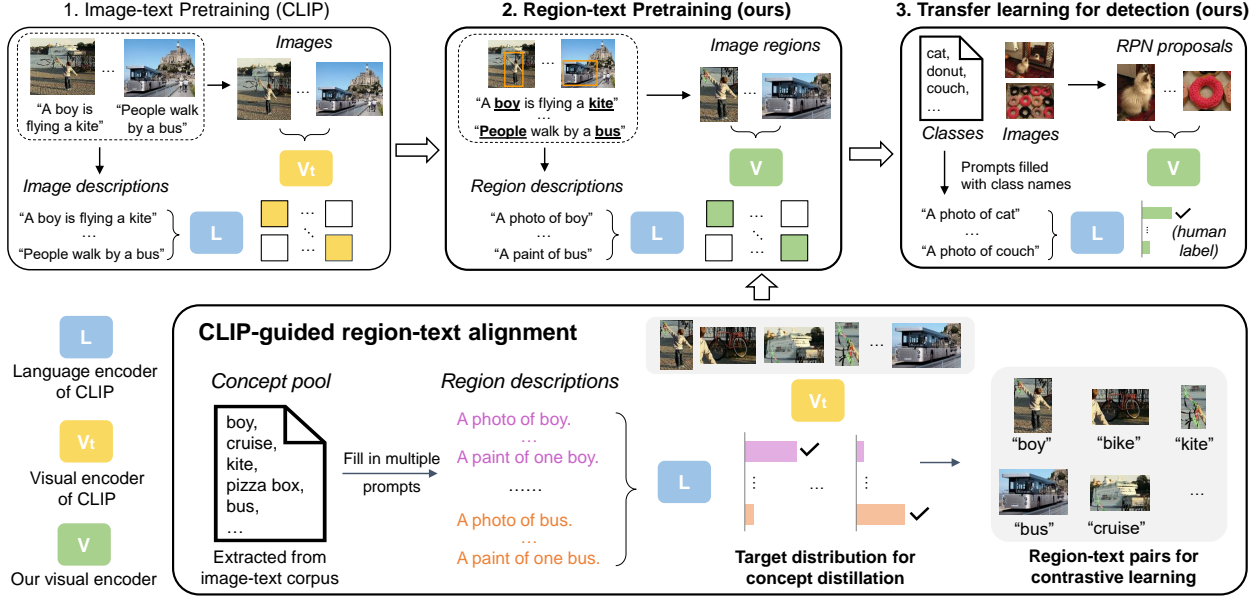 1. Image-text Pretraining (CLIP)
Images
...
...
“A boy is
flying a kite”
“People walk
by a bus”
Vt
Image descriptions
“A boy is flying a kite”
...
“People walk by a bus”
L
...
⋱
...
2. Region-text Pretraining (ours)
Image regions
...
...
“A boy is flying a kite”
...
“People walk by a bus”
V
Region descriptions
“A photo of boy”
...
“A paint of bus”
L
...
⋱
...
3. Transfer learning for detection (ours)
cat,
donut,
couch,
...
RPN proposals
...
Classes
Images
V
Prompts filled
with class names
“A photo of cat”
...
“A photo of couch”
L
⋮
(human
label)
L
Language encoder
of CLIP
Vt
Visual encoder
of CLIP
V
Our visual encoder
CLIP-guided region-text alignment
Concept pool
boy,
cruise,
kite,
pizza box,
bus,
...
Extracted from
image-text corpus
Fill in multiple
prompts
Region descriptions
A photo of boy.
...
A paint of one boy.
......
A photo of bus.
...
A paint of one bus.
L
...
Vt
⋮
...
⋮
Target distribution for
concept distillation
“boy”
“bike”
“kite”
...
“bus”
“cruise”
Region-text pairs for
contrastive learning